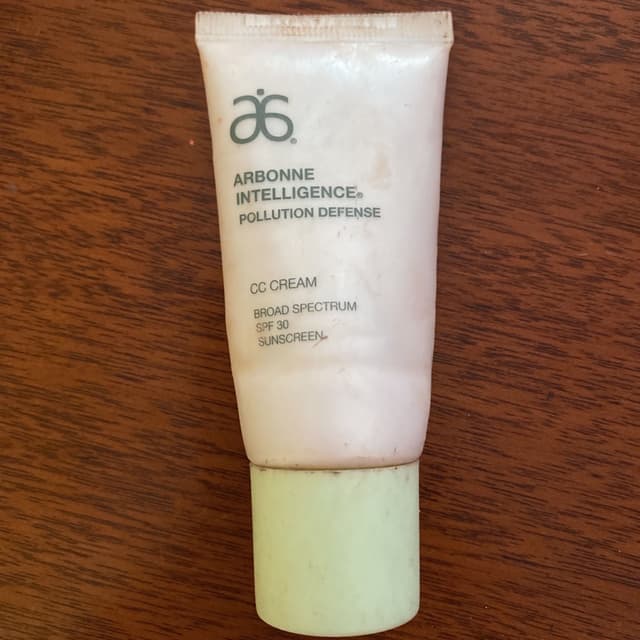 ARBONNE
INTELLIGENCE®
POLLUTION DEFENSE
CC CREAM
BROAD SPECTRUM
SPF 30
SUNSCREEN